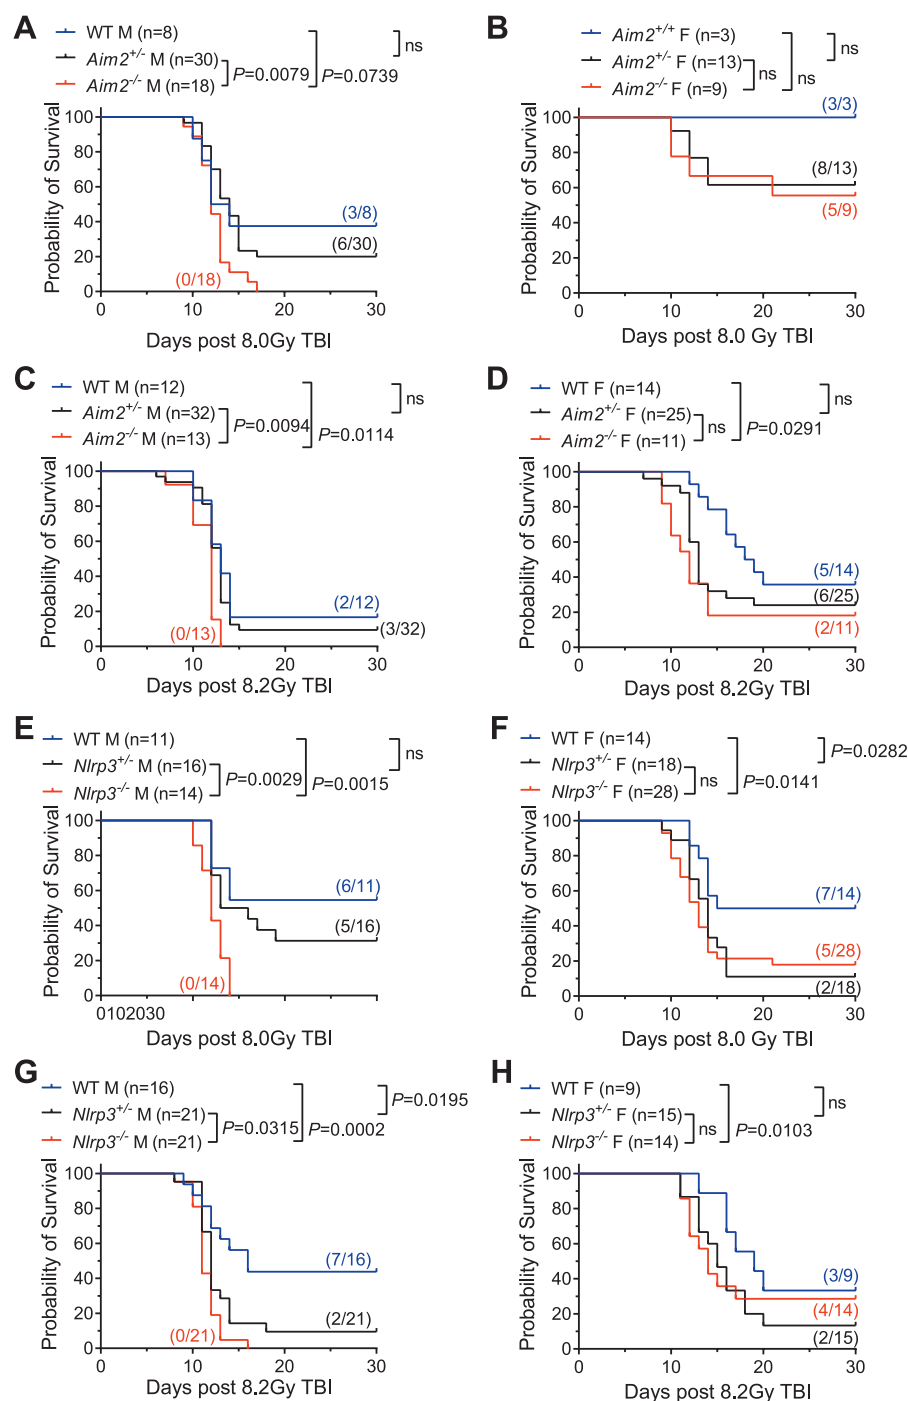 A
WT M (n=8)
Aim2+/- M (n=30)
Aim2-/- M (n=18)
P=0.0079
P=0.0739
ns
Probability of Survival
100
80
60
40
20
0
(3/8)
(6/30)
(0/18)
0 10 20 30
Days post 8.0Gy TBI
B
Aim2+/+ F (n=3)
Aim2+/- F (n=13)
Aim2-/- F (n=9)
ns
ns
ns
Probability of Survival
100
80
60
40
20
0
(3/3)
(8/13)
(5/9)
0 10 20 30
Days post 8.0 Gy TBI
C
WT M (n=12)
Aim2+/- M (n=32)
Aim2-/- M (n=13)
P=0.0094
P=0.0114
ns
Probability of Survival
100
80
60
40
20
0
(2/12)
(0/13)
(3/32)
0 10 20 30
Days post 8.2Gy TBI
D
WT F (n=14)
Aim2+/- F (n=25)
Aim2-/- F (n=11)
ns
P=0.0291
ns
Probability of Survival
100
80
60
40
20
0
(5/14)
(6/25)
(2/11)
0 10 20 30
Days post 8.2Gy TBI
E
WT M (n=11)
Nlrp3+/- M (n=16)
Nlrp3-/- M (n=14)
P=0.0029
P=0.0015
ns
Probability of Survival
100
80
60
40
20
0
(6/11)
(5/16)
(0/14)
0102030
Days post 8.0Gy TBI
F
WT F (n=14)
Nlrp3+/- F (n=18)
Nlrp3-/- F (n=28)
ns
P=0.0141
P=0.0282
Probability of Survival
100
80
60
40
20
0
(7/14)
(5/28)
(2/18)
0 10 20 30
Days post 8.0 Gy TBI
G
WT M (n=16)
Nlrp3+/- M (n=21)
Nlrp3-/- M (n=21)
P=0.0315
P=0.0002
P=0.0195
Probability of Survival
100
80
60
40
20
0
(7/16)
(2/21)
(0/21)
0 10 20 30
Days post 8.2Gy TBI
H
WT F (n=9)
Nlrp3+/- F (n=15)
Nlrp3-/- F (n=14)
ns
P=0.0103
ns
Probability of Survival
100
80
60
40
20
0
(3/9)
(4/14)
(2/15)
0 10 20 30
Days post 8.2Gy TBI